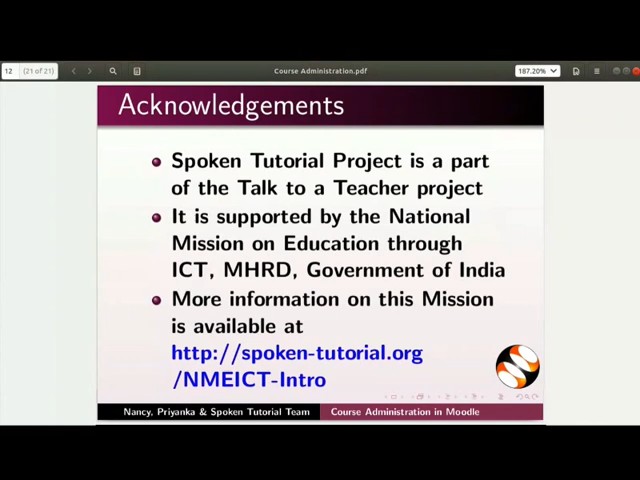 12 (21 of 21) Course Administration.pdf 187.20%
Acknowledgements
Spoken Tutorial Project is a part
of the Talk to a Teacher project
It is supported by the National
Mission on Education through
ICT, MHRD, Government of India
More information on this Mission
is available at
http://spoken-tutorial.org
/NMEICT-Intro
Nancy, Priyanka & Spoken Tutorial Team Course Administration in Moodle